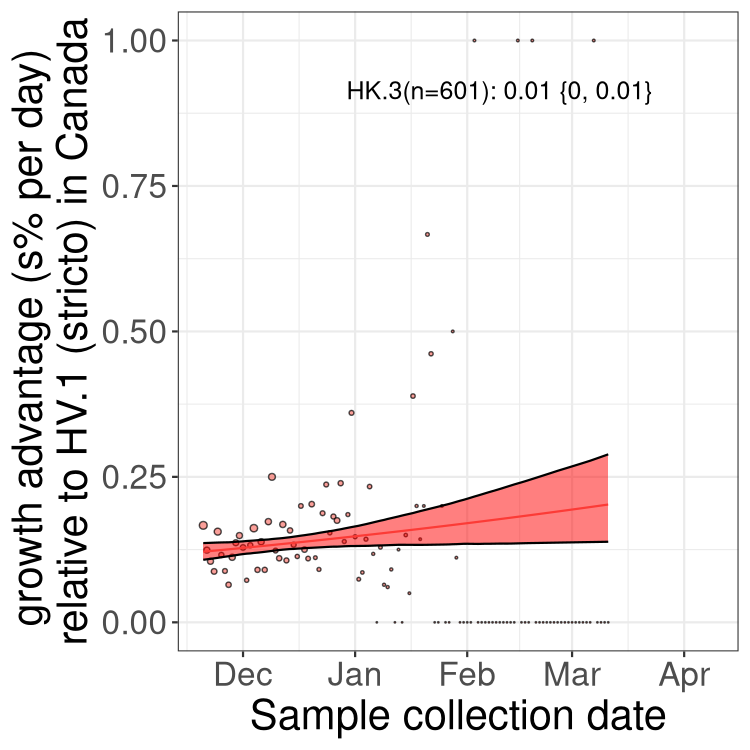 growth advantage (s% per day)
relative to HV.1 (stricto) in Canada
1.00
0.75
0.50
0.25
0.00
HK.3(n=601): 0.01 {0, 0.01}
Dec Jan Feb Mar Apr
Sample collection date